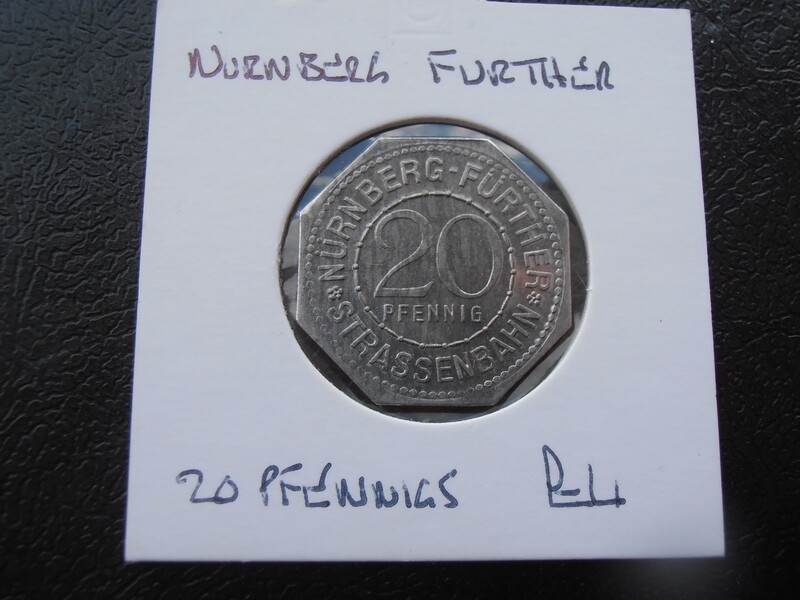 NURNBERG FURTHER
NÜRNBERG-FÜRTHER
20
PFENNIG
STRASSENBAHN
20 PFENNIGS